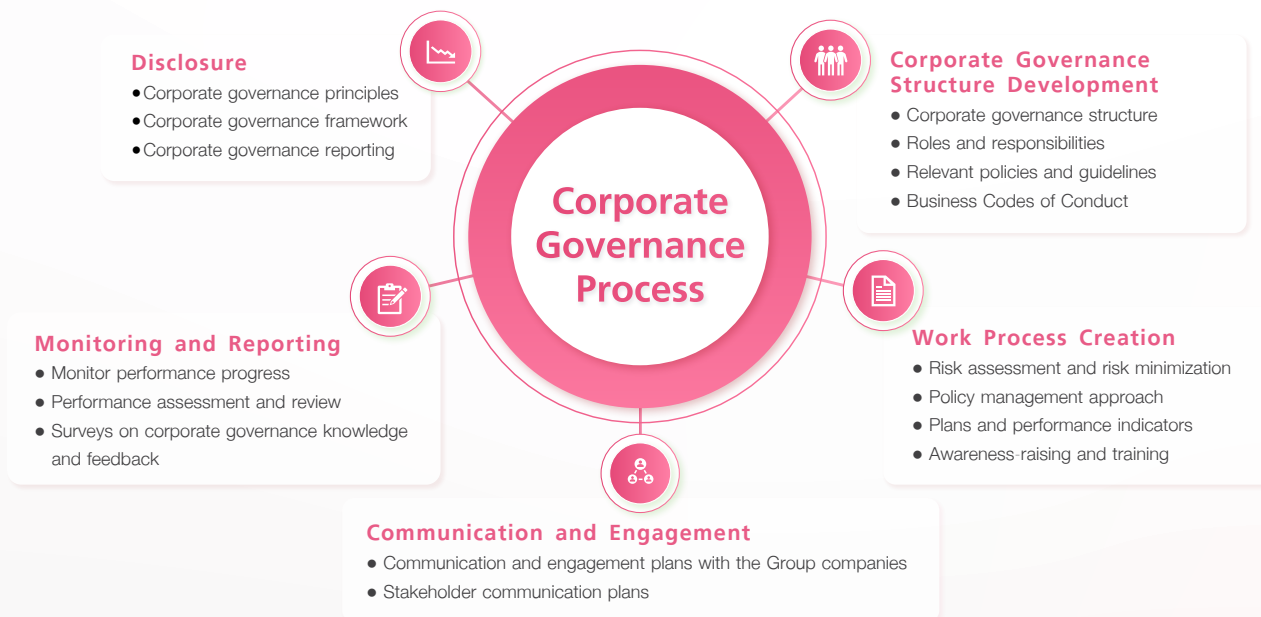 Corporate
Governance
Process
Disclosure
● Corporate governance principles
● Corporate governance framework
● Corporate governance reporting
Corporate Governance
Structure Development
● Corporate governance structure
● Roles and responsibilities
● Relevant policies and guidelines
● Business Codes of Conduct
Work Process Creation
● Risk assessment and risk minimization
● Policy management approach
● Plans and performance indicators
● Awareness-raising and training
Communication and Engagement
● Communication and engagement plans with the Group companies
● Stakeholder communication plans
Monitoring and Reporting
● Monitor performance progress
● Performance assessment and review
● Surveys on corporate governance knowledge
and feedback